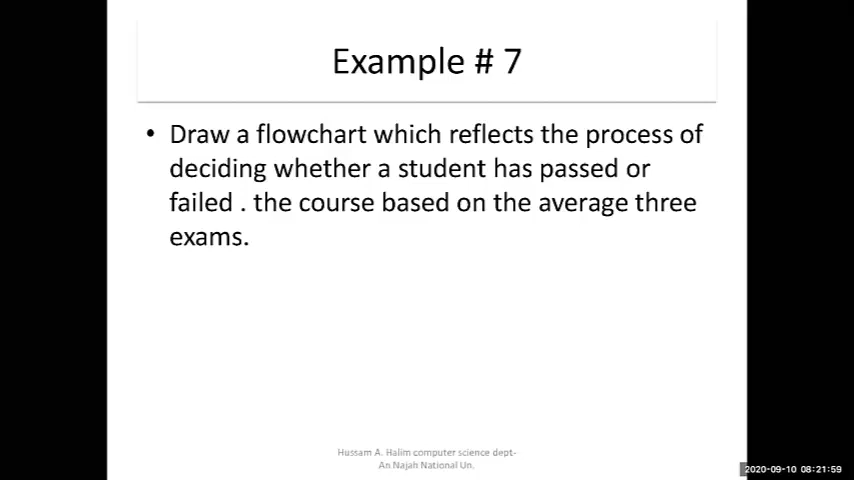 Example # 7
• Draw a flowchart which reflects the process of
deciding whether a student has passed or
failed . the course based on the average three
exams.
Hussam A. Halim computer science dept-
An Najah National Un.
2020-09-10 08:21:59